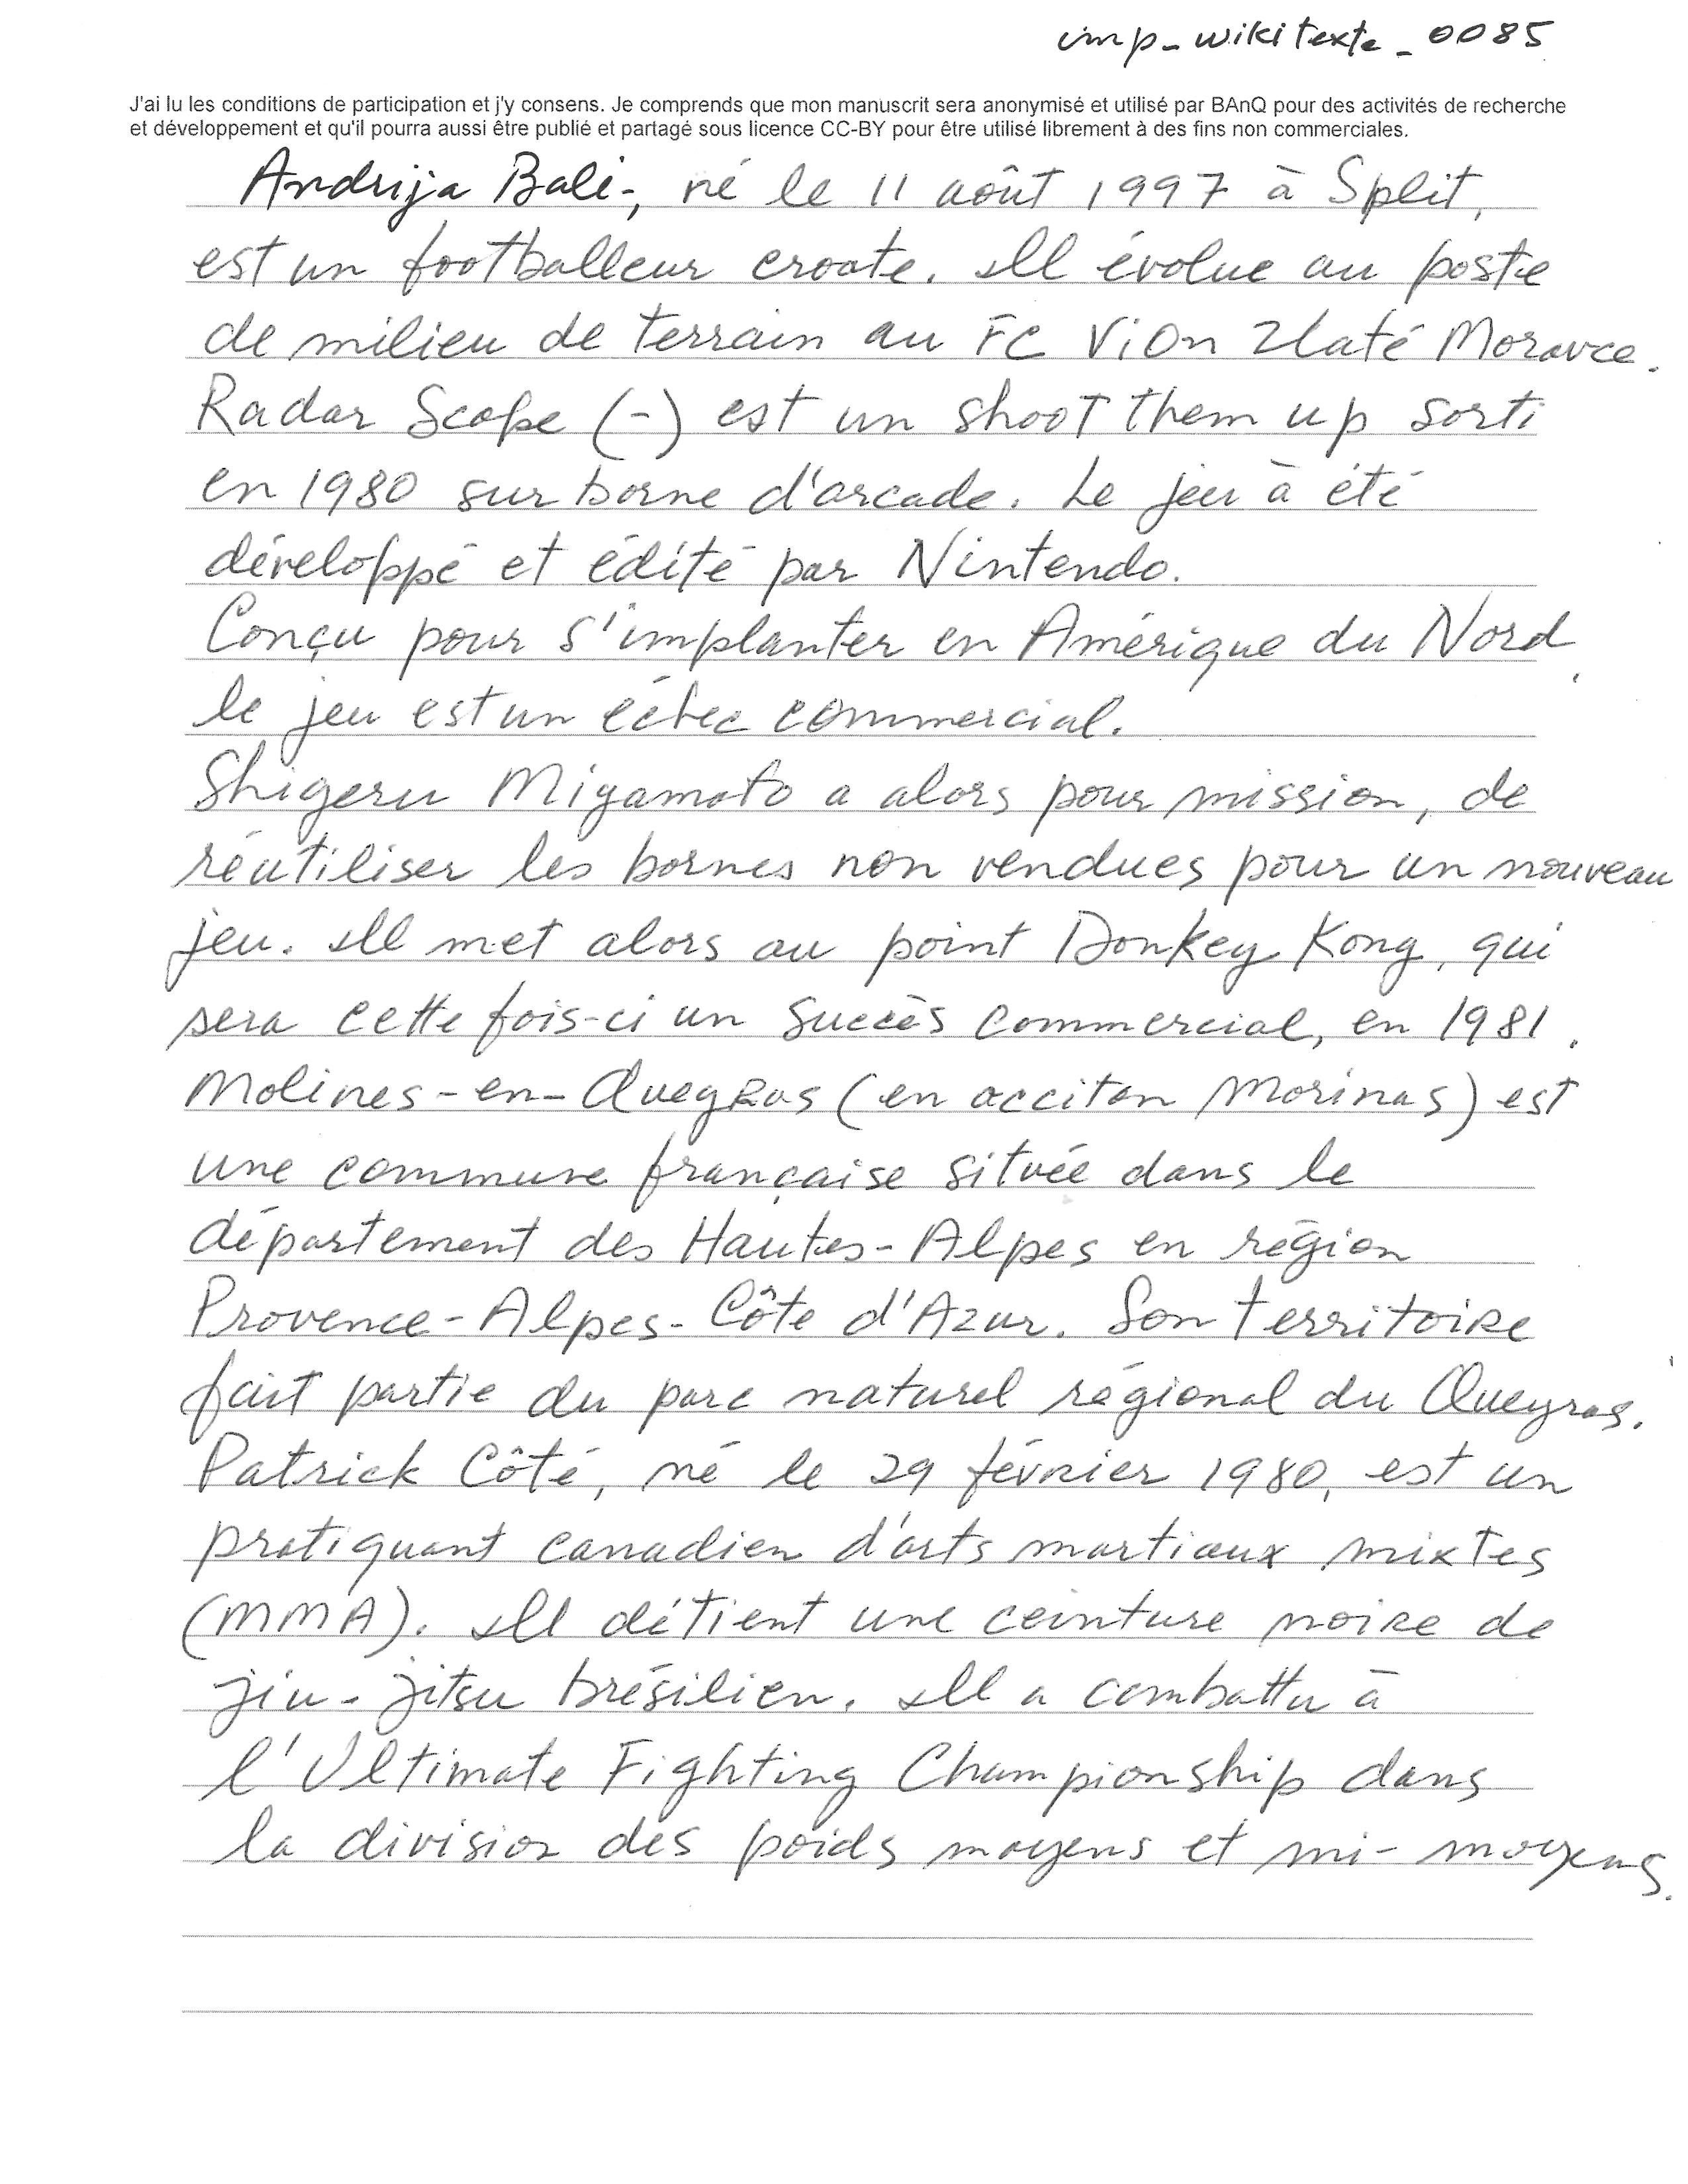 imp_wikitexte_0085
J'ai lu les conditions de participation et j'y consens. Je comprends que mon manuscrit sera anonymisé et utilisé par BAnQ pour des activités de recherche
et développement et qu'il pourra aussi être publié et partagé sous licence CC-BY pour être utilisé librement à des fins non commerciales.
Andrija Bali-, né le 11 août 1997 à Split,
est un footballeur croate. Il évolue au poste
de milieu de terrain au FC ViOn Zlaté Moravce.
Radar Scope (-) est un shoot them up sorti
en 1980 sur borne d'arcade. Le jeu à été
développé et édité par Nintendo.
Conçu pour s'implanter en Amérique du Nord,
le jeu est un échec commercial.
Shigeru Miyamoto a alors pour mission, de
réutiliser les bornes non vendues pour un nouveau
jeu. Il met alors au point Donkey Kong, qui
sera cette fois-ci un succès commercial, en 1981.
Molines-en-Queyras (en occitan Morinas) est
une commune française située dans le
département des Hautes-Alpes en région
Provence-Alpes-Côte d'Azur. Son territoire
fait partie du parc naturel régional du Queyras.
Patrick Côté, né le 29 février 1980, est un
pratiquant canadien d'arts martiaux mixtes
(MMA). Il détient une ceinture noire de
jiu-jitsu brésilien. Il a combattu à
l'Ultimate Fighting Championship dans
la division des poids moyens et mi-moyens.